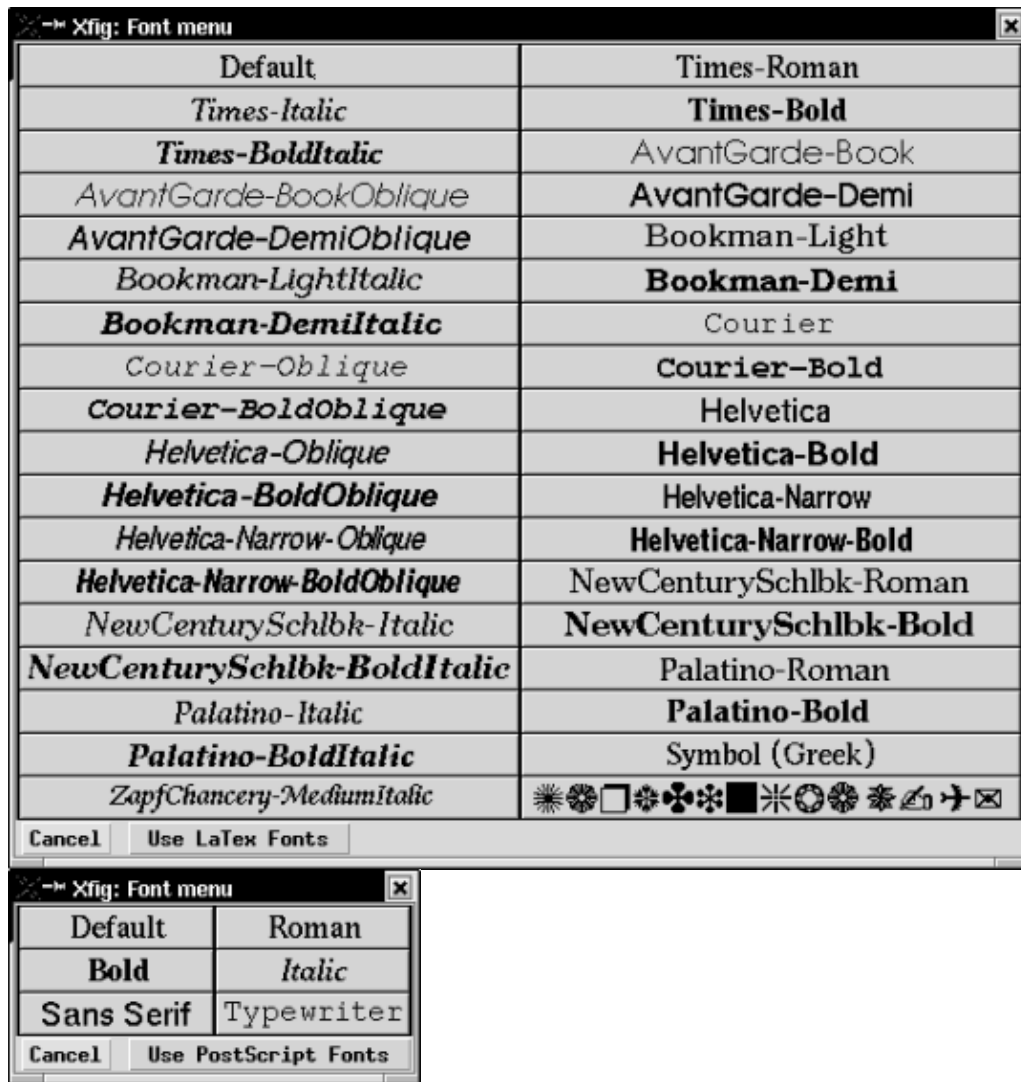 Xfig: Font menu
Default Times-Roman
Times-Italic Times-Bold
Times-BoldItalic AvantGarde-Book
AvantGarde-BookOblique AvantGarde-Demi
AvantGarde-DemiOblique Bookman-Light
Bookman-LightItalic Bookman-Demi
Bookman-DemiItalic Courier
Courier-Oblique Courier-Bold
Courier-BoldOblique Helvetica
Helvetica-Oblique Helvetica-Bold
Helvetica-BoldOblique Helvetica-Narrow
Helvetica-Narrow-Oblique Helvetica-Narrow-Bold
Helvetica-Narrow-BoldOblique NewCenturySchlbk-Roman
NewCenturySchlbk-Italic NewCenturySchlbk-Bold
NewCenturySchlbk-BoldItalic Palatino-Roman
Palatino-Italic Palatino-Bold
Palatino-BoldItalic Symbol (Greek)
ZapfChancery-MediumItalic
Cancel Use LaTex Fonts
Xfig: Font menu
Default Roman
Bold Italic
Sans Serif Typewriter
Cancel Use PostScript Fonts